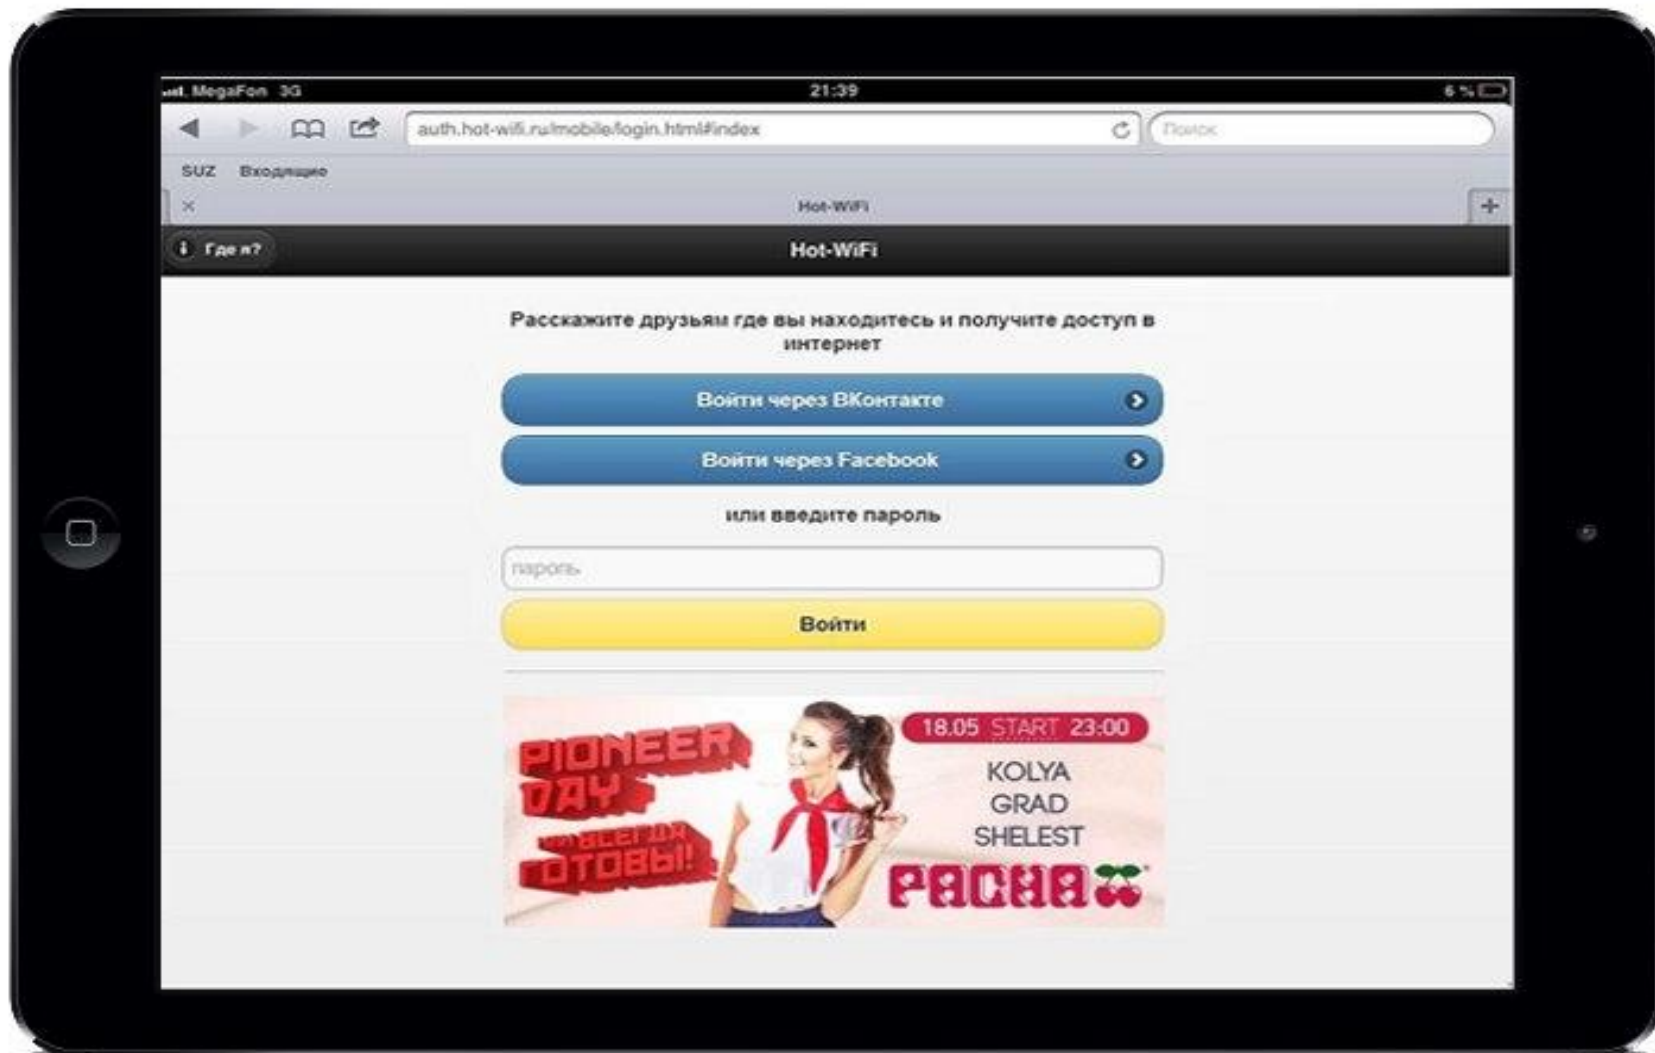 MegaFon 3G
21:39
6 %
auth.hot-wifi.ru/mobile/login.html#index
Поиск
SUZ Входящие
Hot-WiFi
Где я?
Hot-WiFi
Расскажите друзьям где вы находитесь и получите доступ в
интернет
Войти через ВКонтакте
Войти через Facebook
или введите пароль
пароль
Войти
PIONEER
DAY
ВСЕГДА
ГОТОВЫ!
18.05 START 23:00
KOLYA
GRAD
SHELEST
PACHA